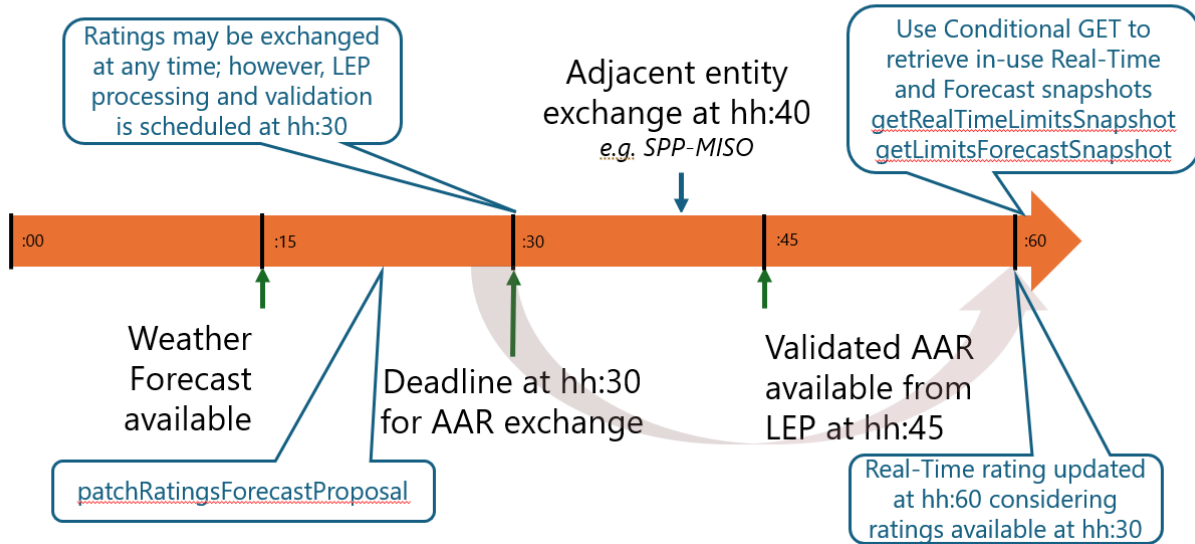 Ratings may be exchanged
at any time; however, LEP
processing and validation
is scheduled at hh:30
Adjacent entity
exchange at hh:40
e.g. SPP-MISO
Use Conditional GET to
retrieve in-use Real-Time
and Forecast snapshots
getRealTimeLimitsSnapshot
getLimitsForecastSnapshot
:00
:15
:30
:45
:60
Weather
Forecast
available
Deadline at hh:30
for AAR exchange
Validated AAR
available from
LEP at hh:45
patchRatingsForecastProposal
Real-Time rating updated
at hh:60 considering
ratings available at hh:30